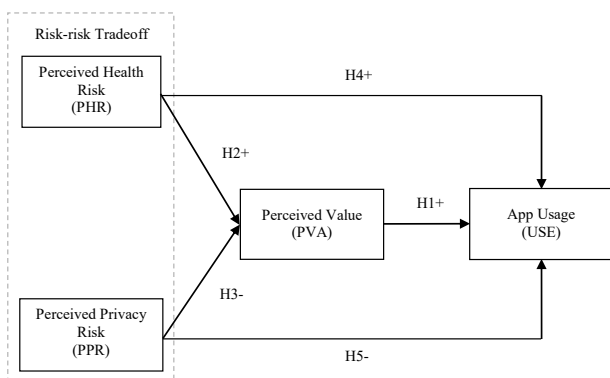 Risk-risk Tradeoff
Perceived Health
Risk
(PHR)
H4+
H2+
Perceived Value
(PVA)
H1+
App Usage
(USE)
H3-
Perceived Privacy
Risk
(PPR)
H5-